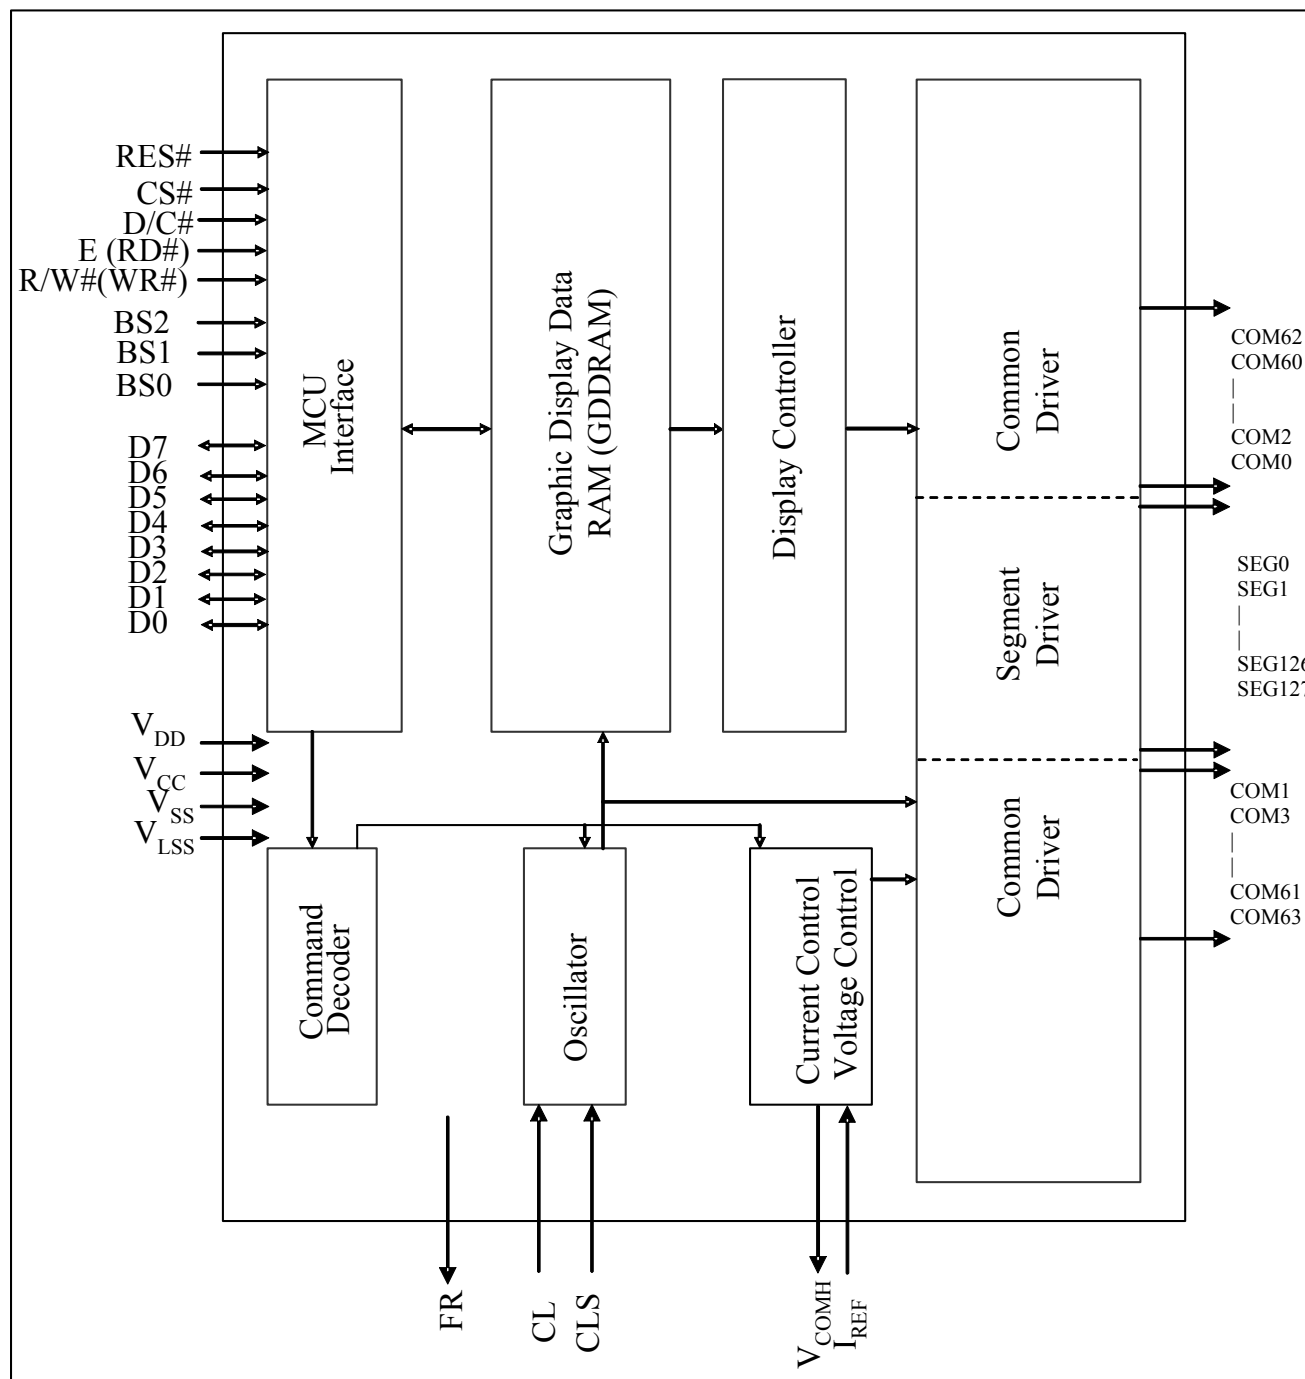 RES#
CS#
D/C#
E (RD#)
R/W#(WR#)
BS2
BS1
BS0
D7
D6
D5
D4
D3
D2
D1
D0
VDD
VCC
VSS
VLSS
MCU
Interface
Graphic Display Data
RAM (GDDRAM)
Display Controller
Common
Driver
Segment
Driver
Common
Driver
Command
Decoder
Oscillator
Current Control
Voltage Control
COM62
COM60
|
|
COM2
COM0
SEG0
SEG1
|
|
SEG126
SEG127
COM1
COM3
|
|
COM61
COM63
FR
CL
CLS
VCOMH
IREF